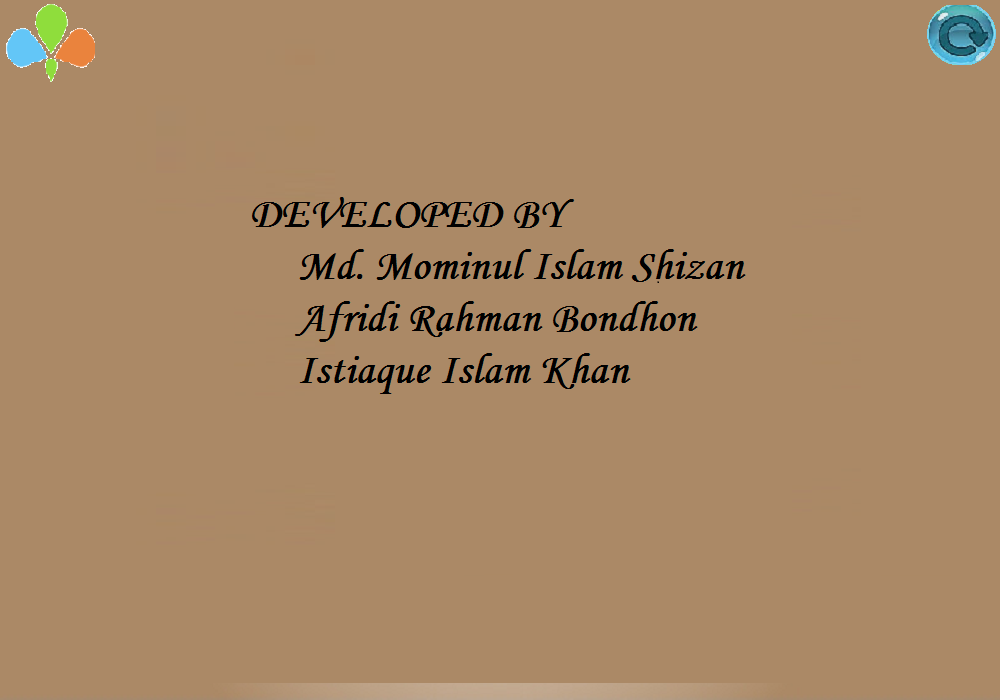 DEVELOPED BY
Md. Mominul Islam Shizan
Afridi Rahman Bondhon
Istiaque Islam Khan